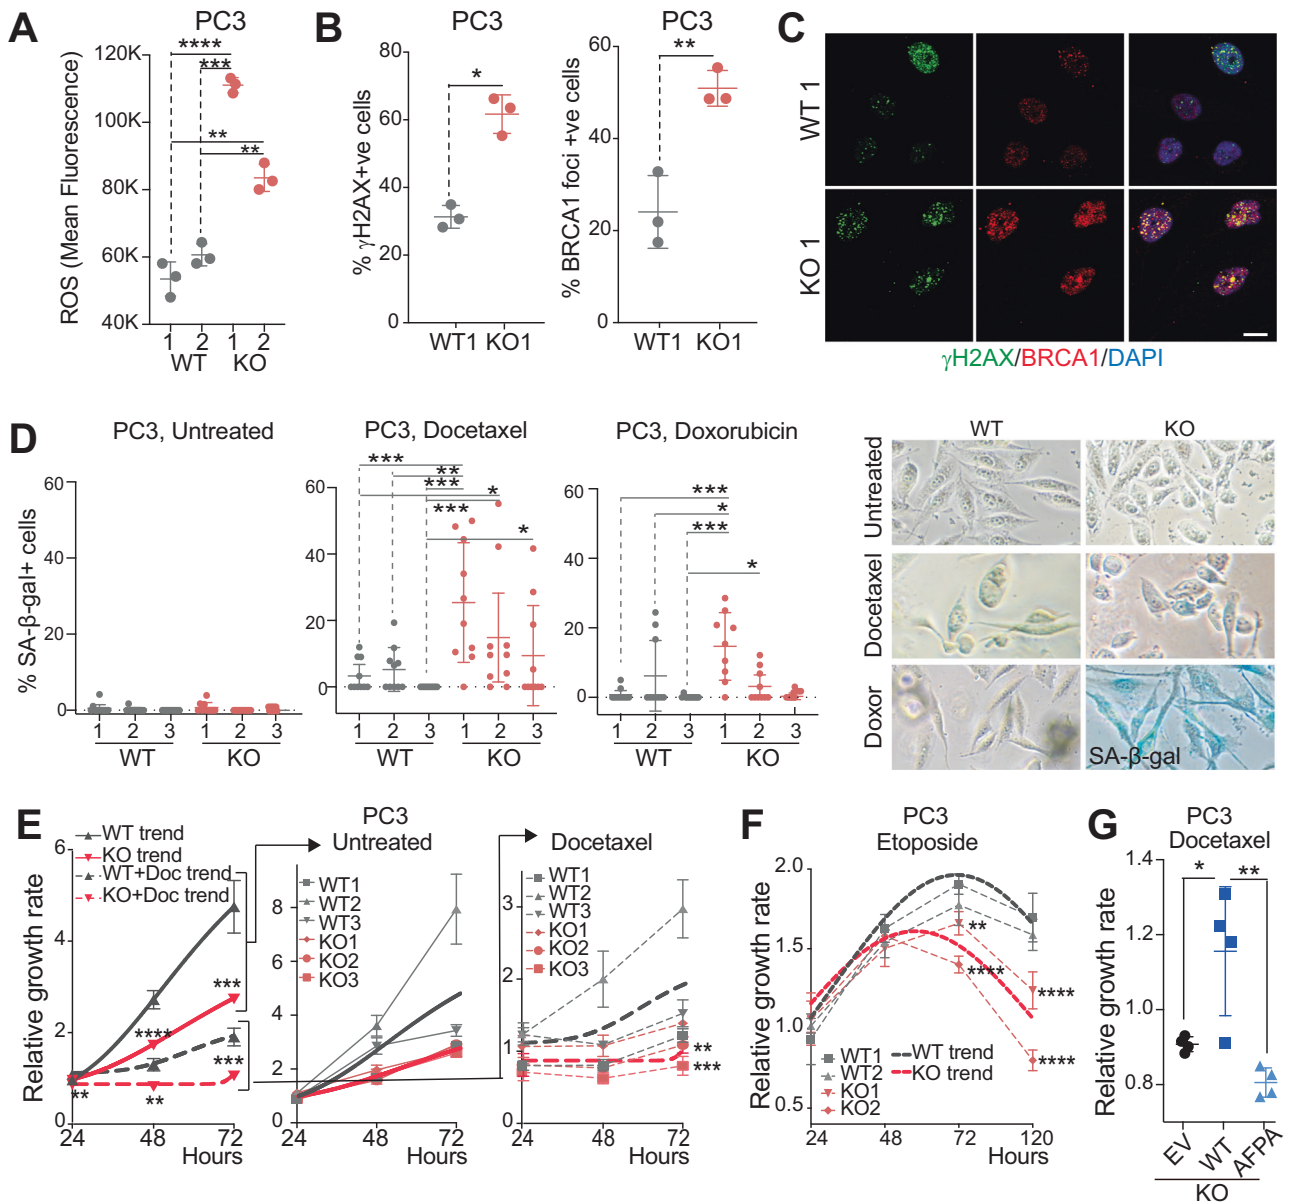 A
PC3
ROS (Mean Fluorescence)
120K
100K
80K
60K
40K
****
***
**
**
1 2 1 2
WT KO
B
PC3
% γH2AX+ve cells
80
60
40
20
0
*
WT1 KO1
PC3
% BRCA1 foci +ve cells
60
40
20
0
**
WT1 KO1
C
WT 1
KO 1
γH2AX/BRCA1/DAPI
D
PC3, Untreated
% SA-β-gal+ cells
60
40
20
0
1 2 3 1 2 3
WT KO
PC3, Docetaxel
60
40
20
0
***
**
***
*
***
*
1 2 3 1 2 3
WT KO
PC3, Doxorubicin
60
40
20
0
***
*
***
*
1 2 3 1 2 3
WT KO
WT KO
Untreated
Docetaxel
Doxor
SA-β-gal
E
WT trend
KO trend
WT+Doc trend
KO+Doc trend
Relative growth rate
6
4
2
0
***
****
***
**
**
24 48 72
Hours
PC3
Untreated
WT1
WT2
WT3
KO1
KO2
KO3
8
6
4
2
0
24 48 72
Hours
Docetaxel
WT1
WT2
WT3
KO1
KO2
KO3
3
2
1
0
**
***
24 48 72
Hours
F
PC3
Etoposide
Relative growth rate
2.0
1.5
1.0
0.5
**
****
****
****
WT1
WT2
KO1
KO2
WT trend
KO trend
24 48 72 120
Hours
G
PC3
Docetaxel
Relative growth rate
1.4
1.2
1.0
0.8
*
**
EV WT AFPA
KO